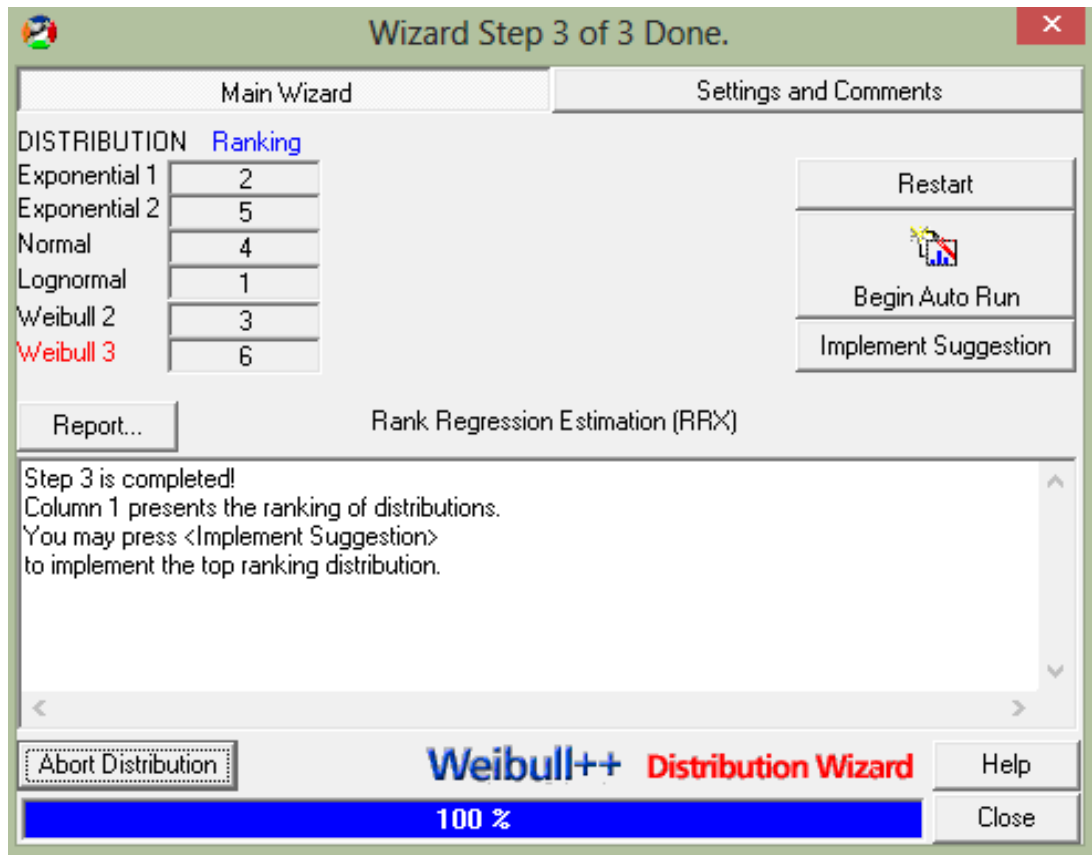 Wizard Step 3 of 3 Done.
Main Wizard Settings and Comments
DISTRIBUTION Ranking
Exponential 1 2
Exponential 2 5
Normal 4
Lognormal 1
Weibull 2 3
Weibull 3 6
Restart
Begin Auto Run
Implement Suggestion
Report... Rank Regression Estimation (RRX)
Step 3 is completed!
Column 1 presents the ranking of distributions.
You may press <Implement Suggestion>
to implement the top ranking distribution.
Abort Distribution Weibull++ Distribution Wizard Help
100 % Close